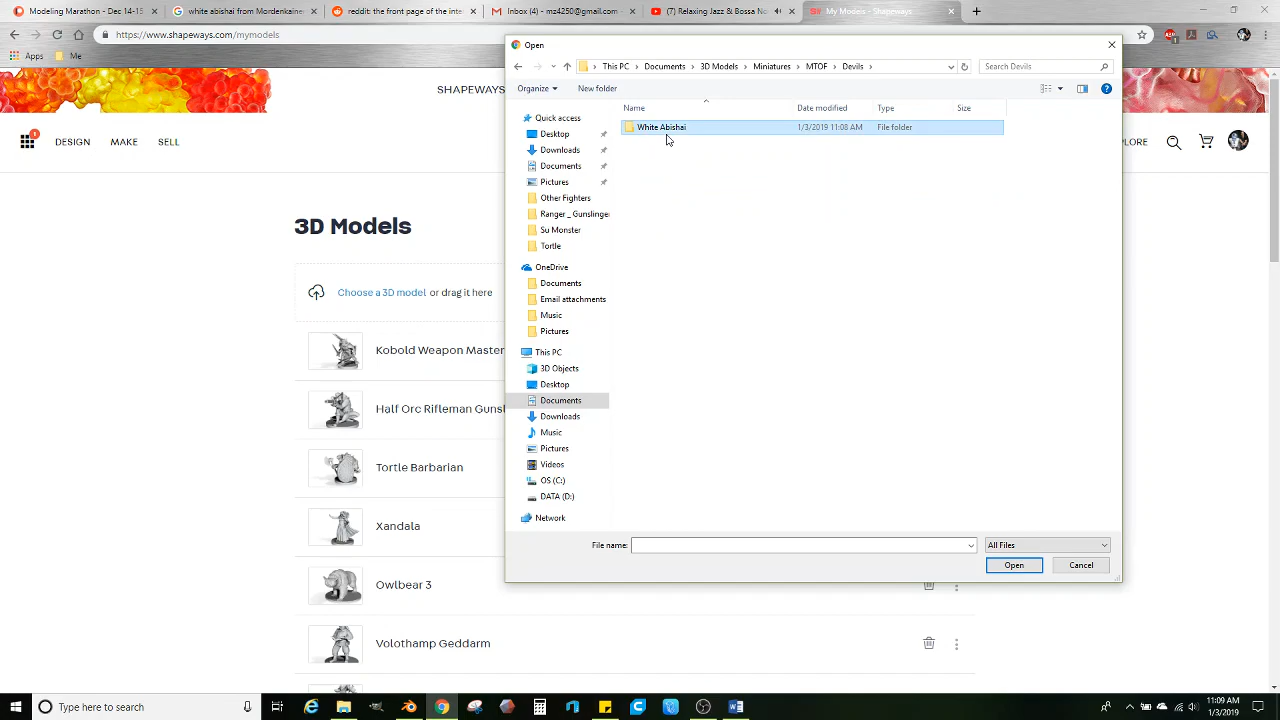 Modeling Marathon - Dec 14-15
white abishai from Mordenkainen
reddit: the front page of the inte
Inbox (1) - mz4250@gmail.com
Relaxing Jazz & Bossa No
My Models - Shapeways
https://www.shapeways.com/mymodels
Apps
Me
SHAPEWAYS
DESIGN
MAKE
SELL
PLORE
1
3D Models
Choose a 3D model or drag it here
Kobold Weapon Master
Half Orc Rifleman Guns
Tortle Barbarian
Xandala
Owlbear 3
Volothamp Geddarm
Open
This PC > Documents > 3D Models > Miniatures > MTOF > Devils >
Search Devils
Organize
New folder
Name
Date modified
Type
Size
White Abishai
1/3/2019 11:08 AM
File folder
Quick access
Desktop
Downloads
Documents
Pictures
Other Fighters
Ranger _ Gunslinger
Su Monster
Tortle
OneDrive
Documents
Email attachments
Music
Pictures
This PC
3D Objects
Desktop
Documents
Downloads
Music
Pictures
Videos
OS (C:)
DATA (D:)
Network
File name:
All Files
Open
Cancel
Type here to search
11:09 AM
1/3/2019